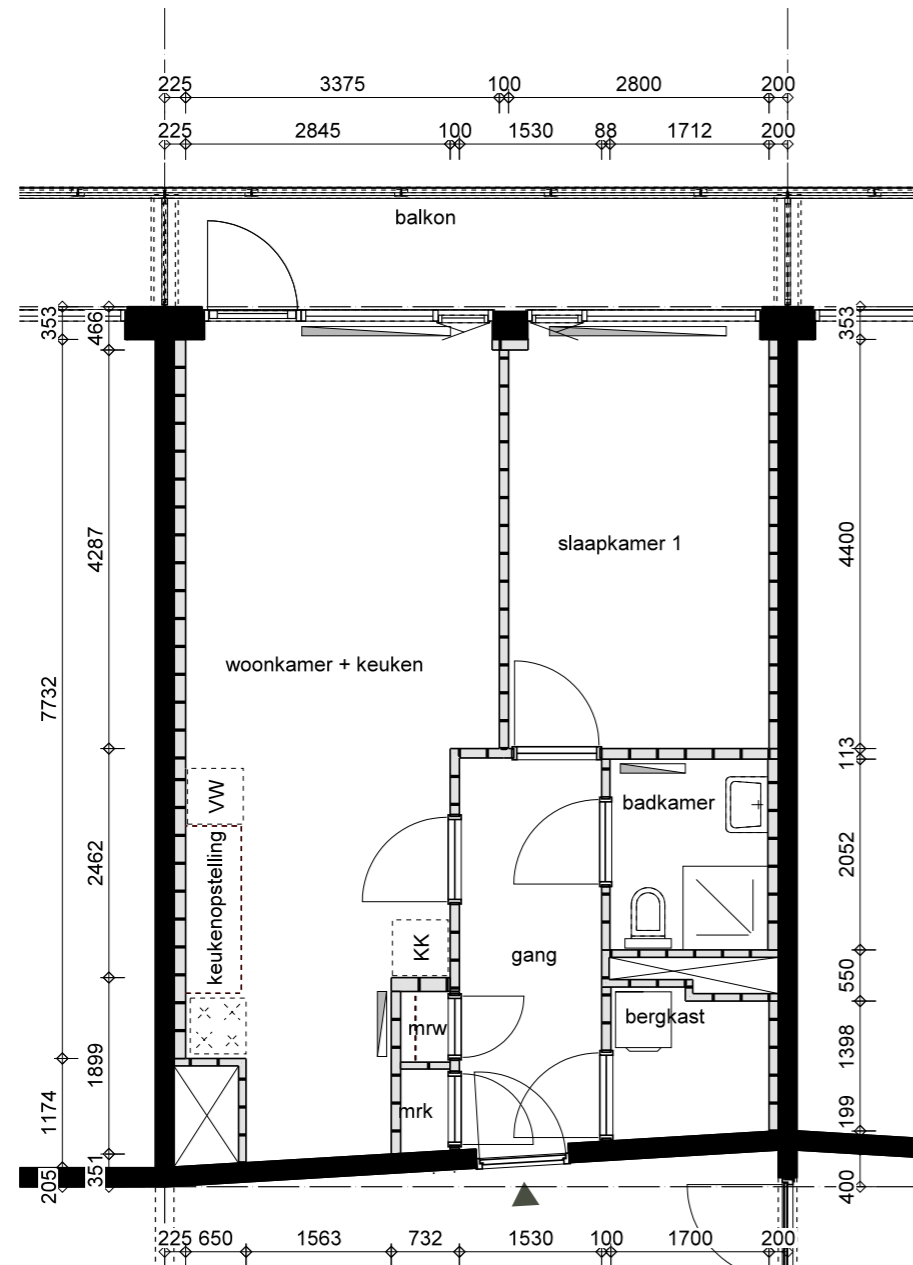 225 3375 100 2800 200
225 2845 100 1530 88 1712 200
balkon
353 466 353
4287
slaapkamer 1
4400
woonkamer + keuken
7732
113
VW
badkamer
2462
keukenopstelling
2052
KK
gang
550
mrw
bergkast
1899
1398
1174
mrk
199
351
205
400
225 650 1563 732 1530 100 1700 200